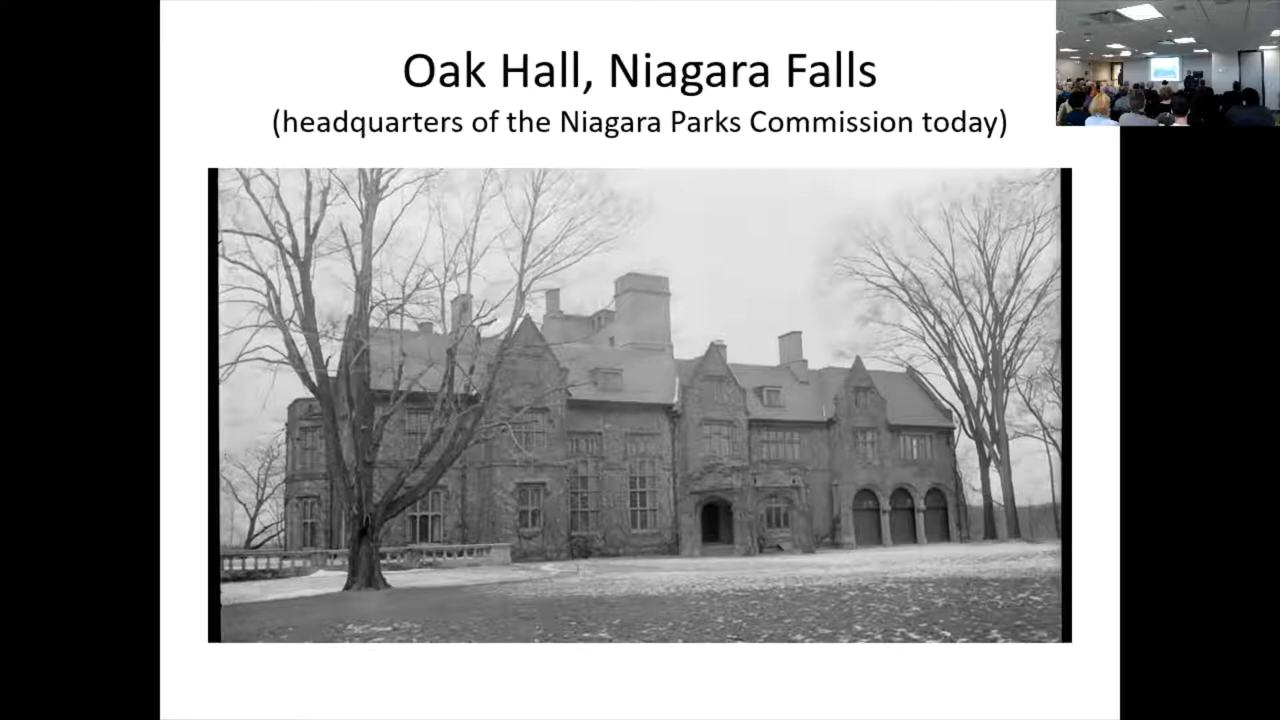 Oak Hall, Niagara Falls
(headquarters of the Niagara Parks Commission today)